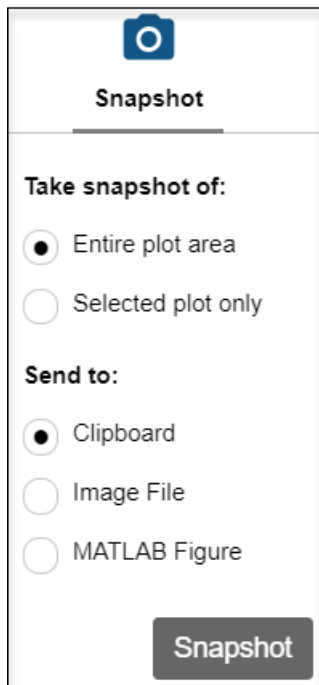 Snapshot
Take snapshot of:
Entire plot area
Selected plot only
Send to:
Clipboard
Image File
MATLAB Figure
Snapshot